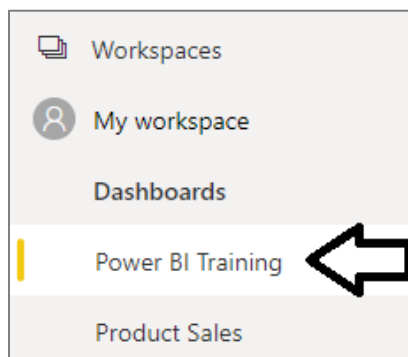 Workspaces
My workspace
Dashboards
Power BI Training
Product Sales